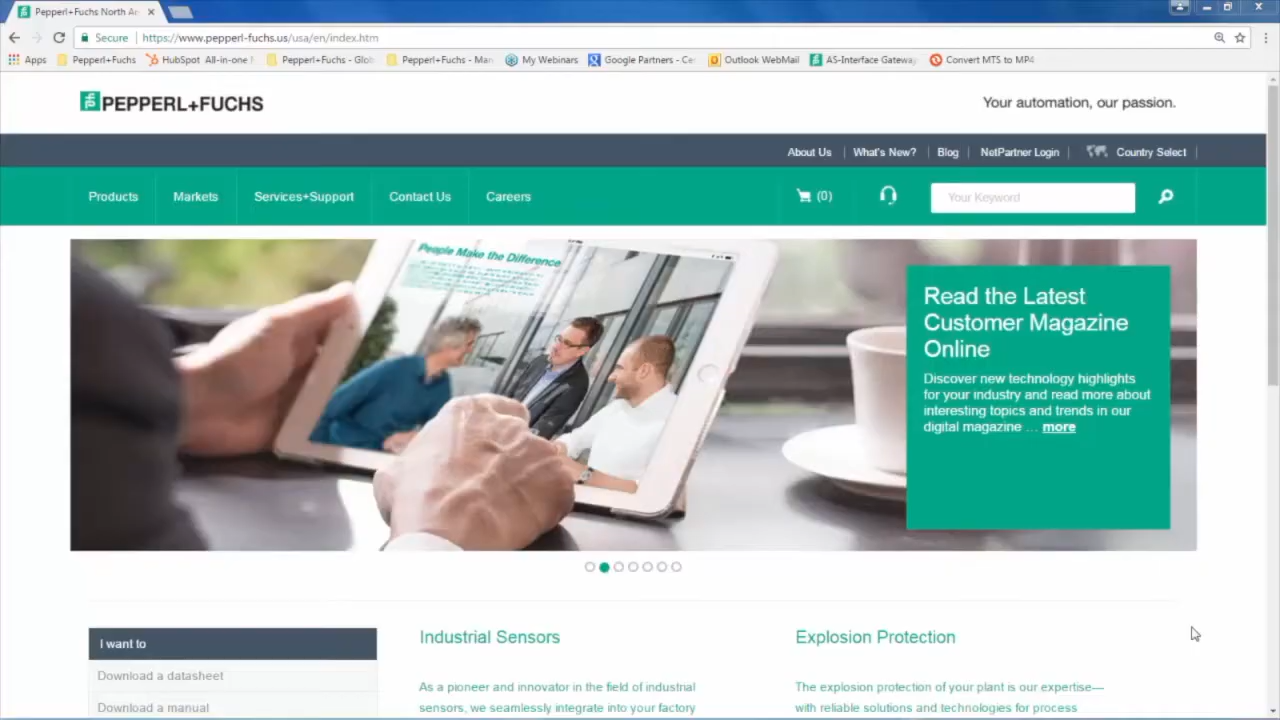 Pepperl+Fuchs North Am
Secure
https://www.pepperl-fuchs.us/usa/en/index.htm
Apps
Pepperl+Fuchs
HubSpot All-in-one
Pepperl+Fuchs - Glob
Pepperl+Fuchs - Man
My Webinars
Google Partners - Ce
Outlook WebMail
AS-Interface Gateway
Convert MTS to MP4
PEPPERL+FUCHS
Your automation, our passion.
About Us
What's New?
Blog
NetPartner Login
Country Select
Products
Markets
Services+Support
Contact Us
Careers
(0)
Your Keyword
People Make the Difference
Read the Latest
Customer Magazine
Online
Discover new technology highlights
for your industry and read more about
interesting topics and trends in our
digital magazine ... more
I want to
Download a datasheet
Download a manual
Industrial Sensors
As a pioneer and innovator in the field of industrial
sensors, we seamlessly integrate into your factory
Explosion Protection
The explosion protection of your plant is our expertise—
with reliable solutions and technologies for process